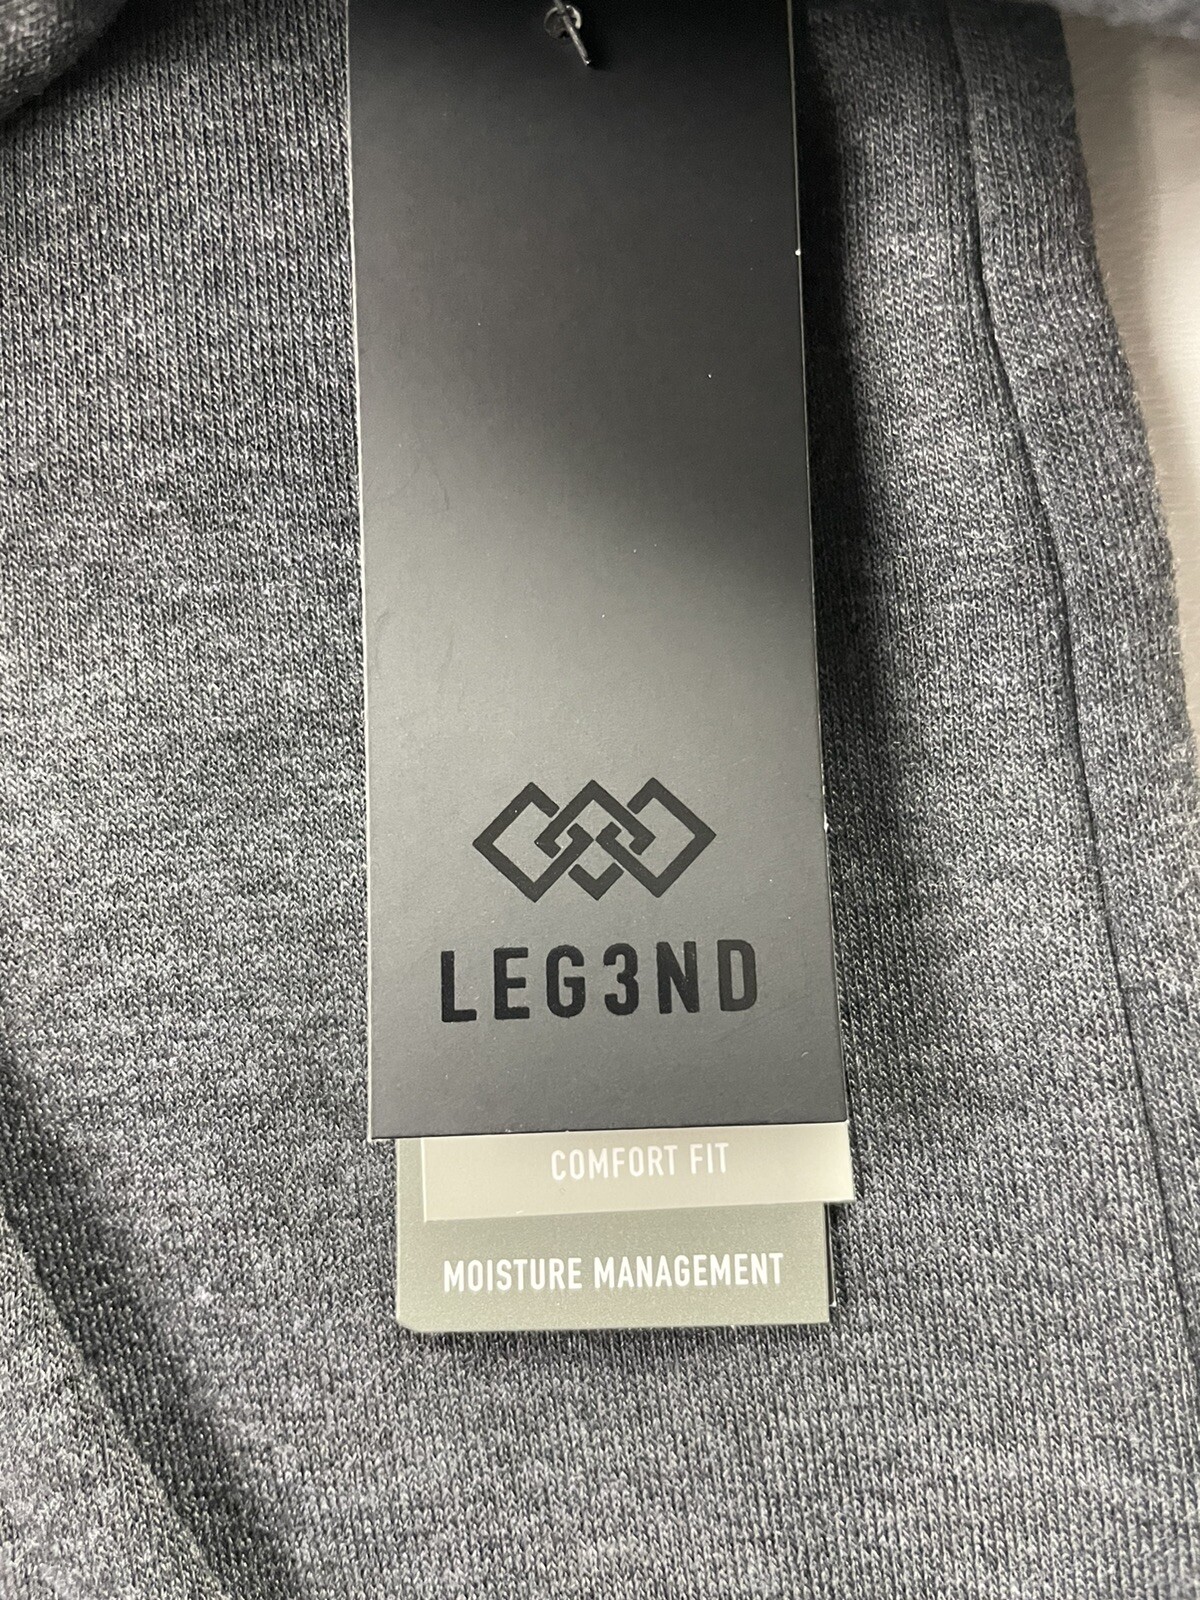 LEG3ND
COMFORT FIT
MOISTURE MANAGEMENT